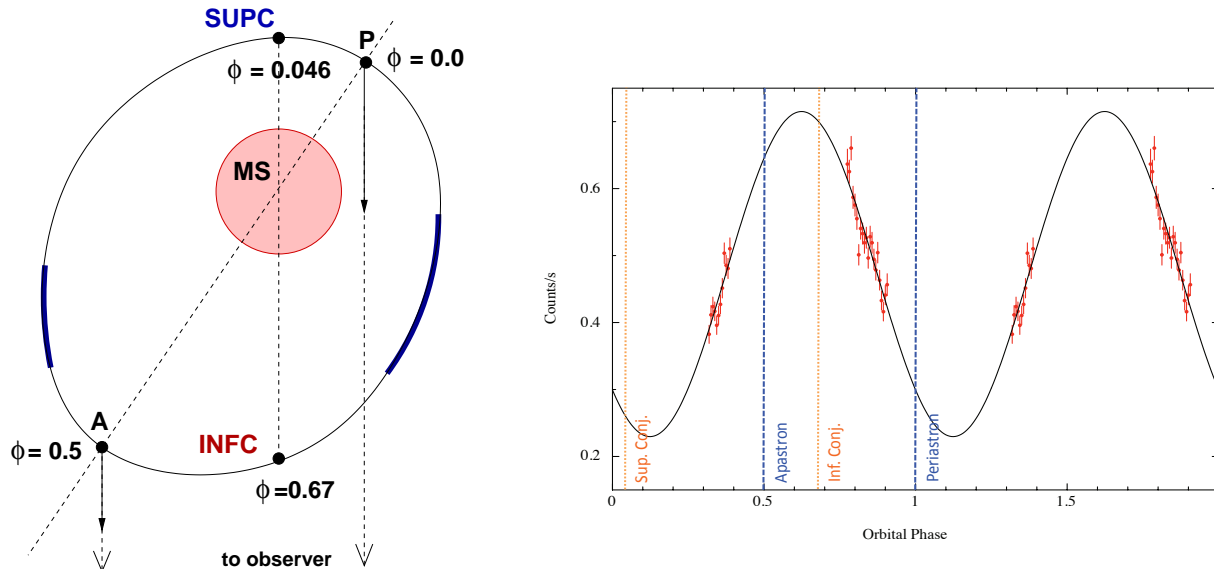 SUPC
P
ϕ = 0.0
ϕ = 0.046
MS
A
INFC
ϕ = 0.5
ϕ=0.67
to observer
Counts/s
0.6
0.4
0.2
Sup. Conj.
Apastron
Inf. Conj.
Periastron
0
0.5
1
1.5
Orbital Phase